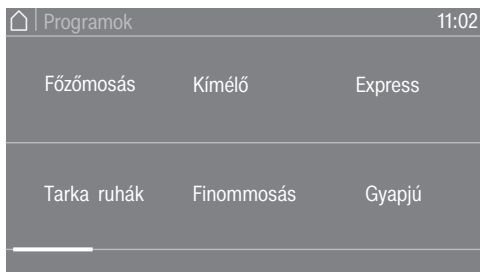 Programok 11:02
Főzőmosás Kímélő Express
Tarka ruhák Finommosás Gyapjú